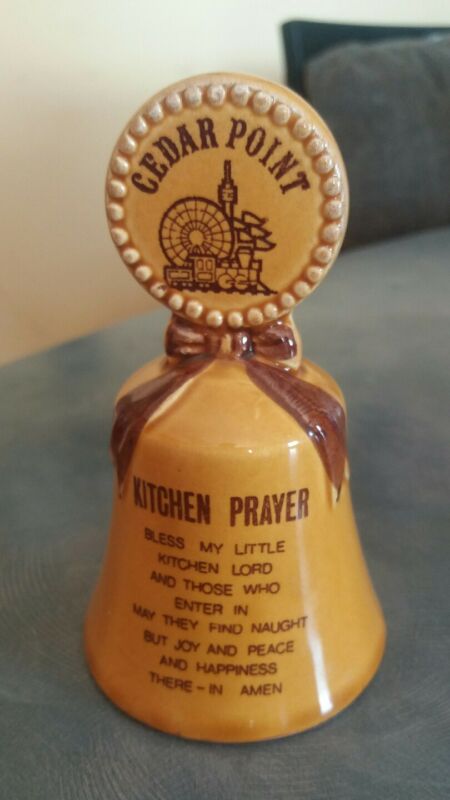 CEDAR POINT
KITCHEN PRAYER
BLESS MY LITTLE
KITCHEN LORD
AND THOSE WHO
ENTER IN
MAY THEY FIND NAUGHT
BUT JOY AND PEACE
AND HAPPINESS
THERE-IN AMEN